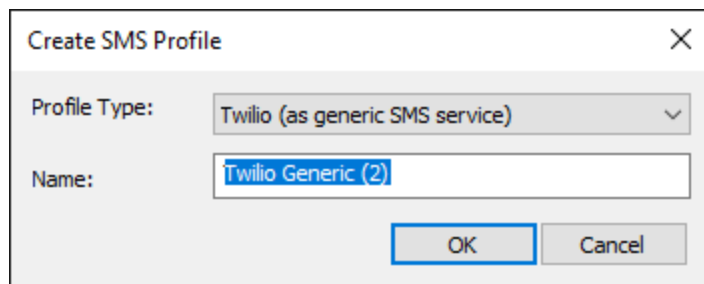 Create SMS Profile
Profile Type: Twilio (as generic SMS service)
Name: Twilio Generic (2)
OK Cancel